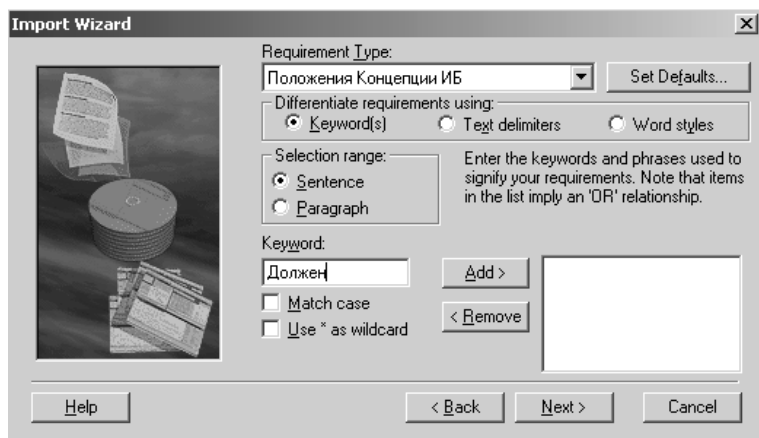 Import Wizard
Requirement Type:
Положения Концепции ИБ
Set Defaults...
Differentiate requirements using:
Keyword(s) Text delimiters Word styles
Selection range:
Sentence
Paragraph
Enter the keywords and phrases used to
signify your requirements. Note that items
in the list imply an 'OR' relationship.
Keyword:
Должен
Add >
Match case
Use * as wildcard
< Remove
Help
< Back
Next >
Cancel